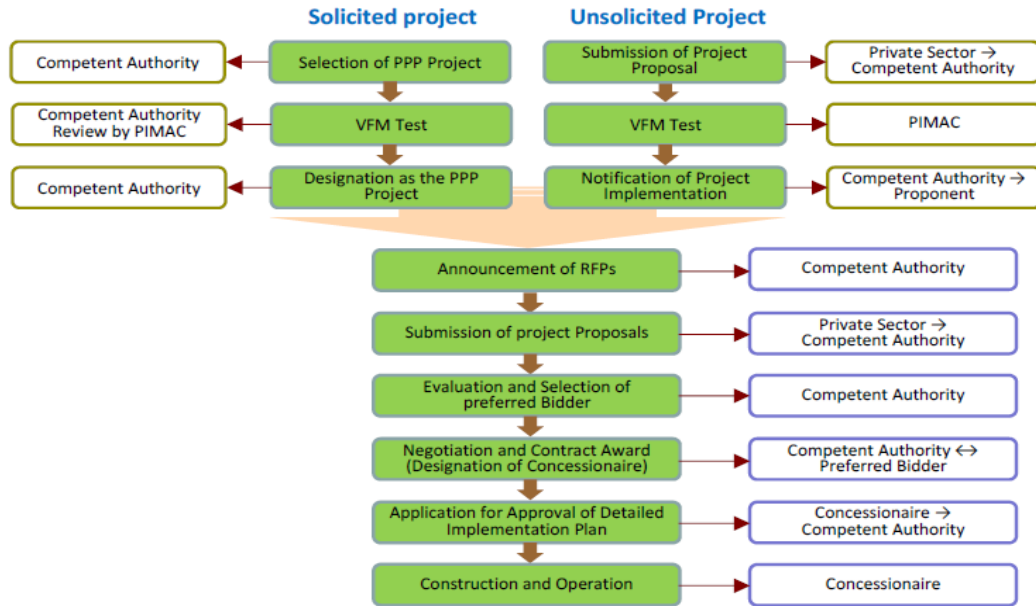 Solicited project
Unsolicited Project
Competent Authority
Selection of PPP Project
Submission of Project
Proposal
Private Sector →
Competent Authority
Competent Authority
Review by PIMAC
VFM Test
VFM Test
PIMAC
Competent Authority
Designation as the PPP
Project
Notification of Project
Implementation
Competent Authority →
Proponent
Announcement of RFPs
Competent Authority
Submission of project Proposals
Private Sector →
Competent Authority
Evaluation and Selection of
preferred Bidder
Competent Authority
Negotiation and Contract Award
(Designation of Concessionaire)
Competent Authority ↔
Preferred Bidder
Application for Approval of Detailed
Implementation Plan
Concessionaire →
Competent Authority
Construction and Operation
Concessionaire